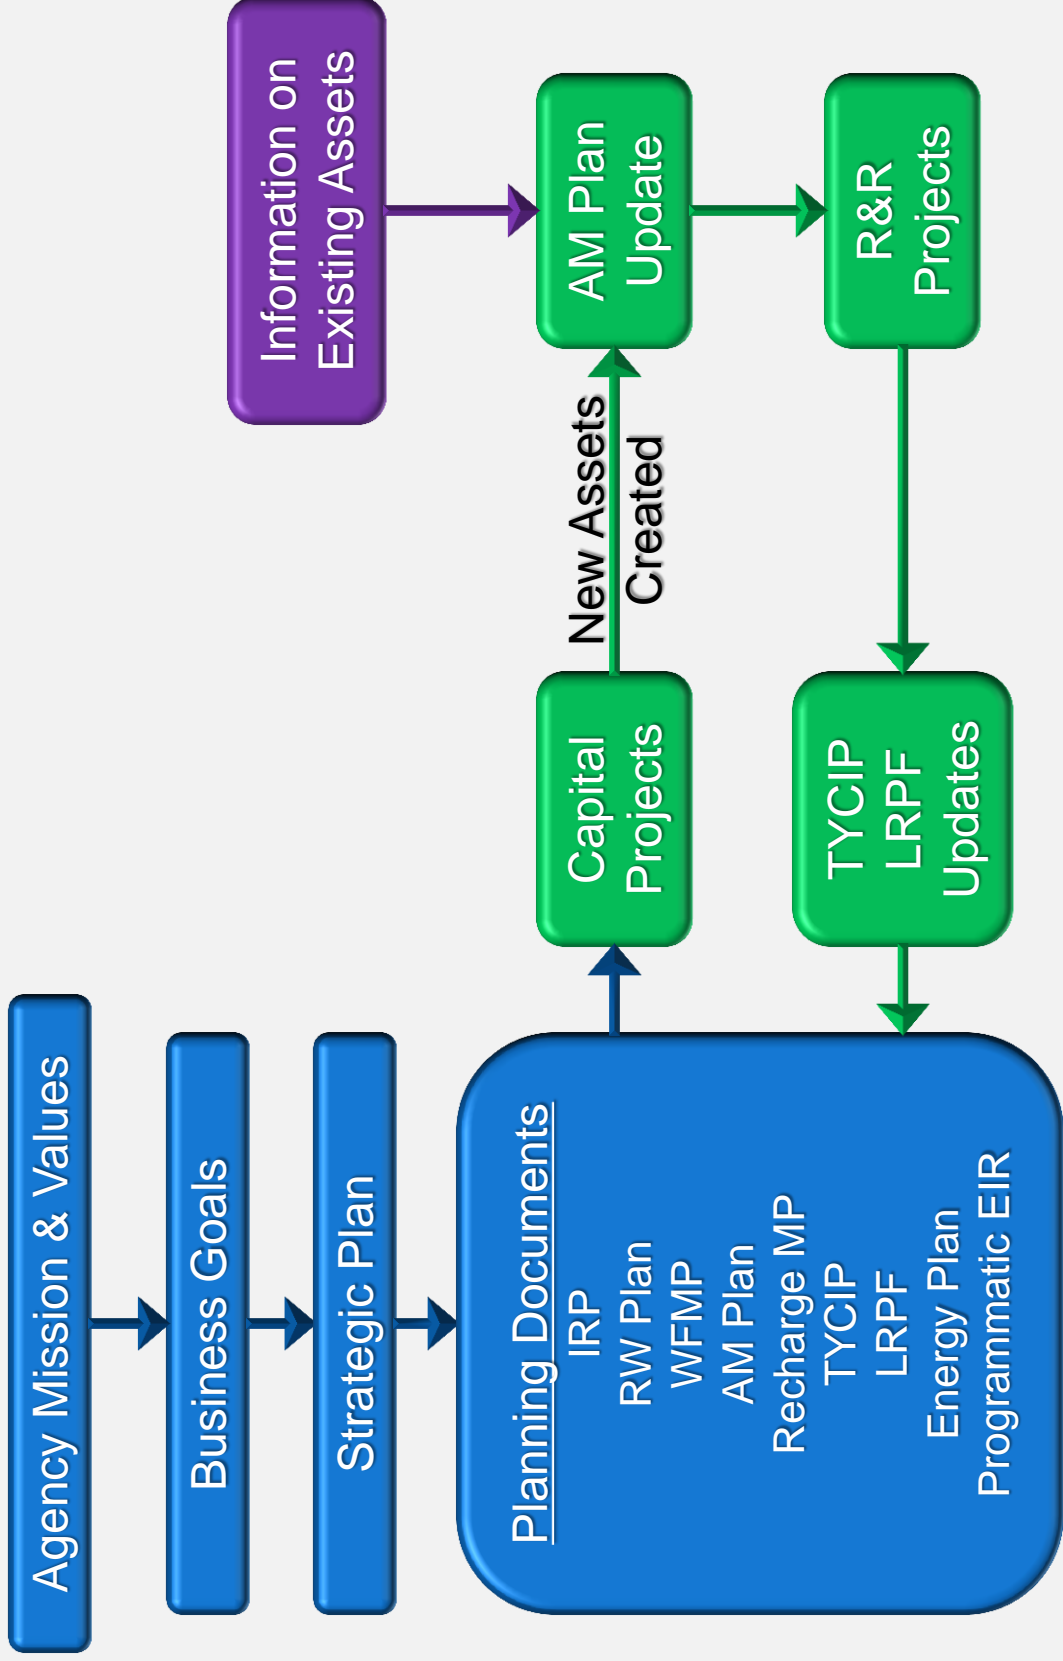 Agency Mission & Values
Business Goals
Strategic Plan
Planning Documents
IRP
RW Plan
WFMP
AM Plan
Recharge MP
TYCIP
LRPF
Energy Plan
Programmatic EIR
Capital
Projects
New Assets
Created
Information on
Existing Assets
AM Plan
Update
R&R
Projects
TYCIP
LRPF
Updates